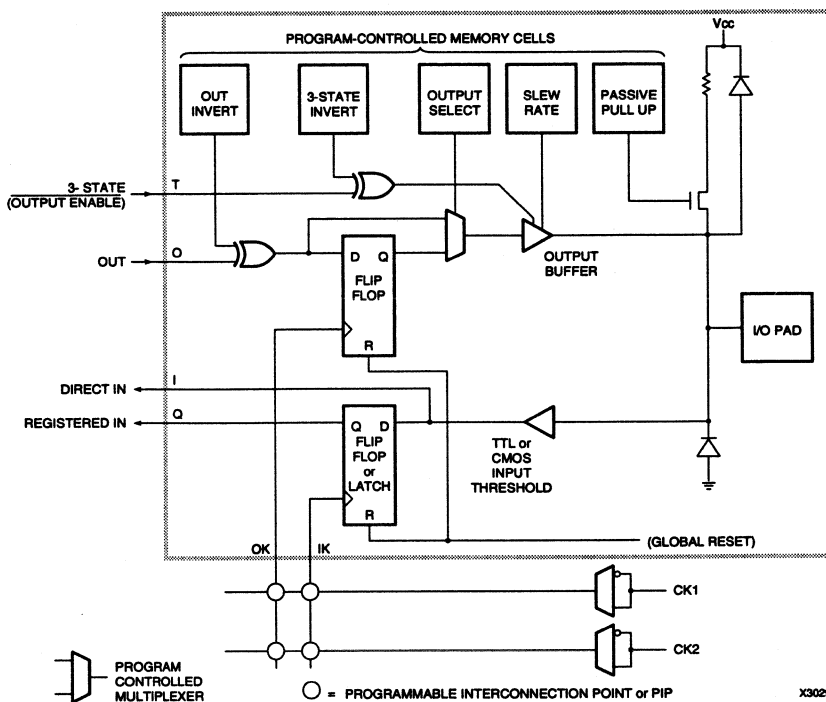 PROGRAM-CONTROLLED MEMORY CELLS
Vcc
OUT
INVERT
3-STATE
INVERT
OUTPUT
SELECT
SLEW
RATE
PASSIVE
PULL UP
3- STATE
(OUTPUT ENABLE)
T
OUT
O
D Q
FLIP
FLOP
R
OUTPUT
BUFFER
I/O PAD
DIRECT IN
I
REGISTERED IN
Q
Q D
FLIP
FLOP
or
LATCH
R
TTL or
CMOS
INPUT
THRESHOLD
OK
IK
(GLOBAL RESET)
CK1
CK2
PROGRAM
CONTROLLED
MULTIPLEXER
= PROGRAMMABLE INTERCONNECTION POINT or PIP